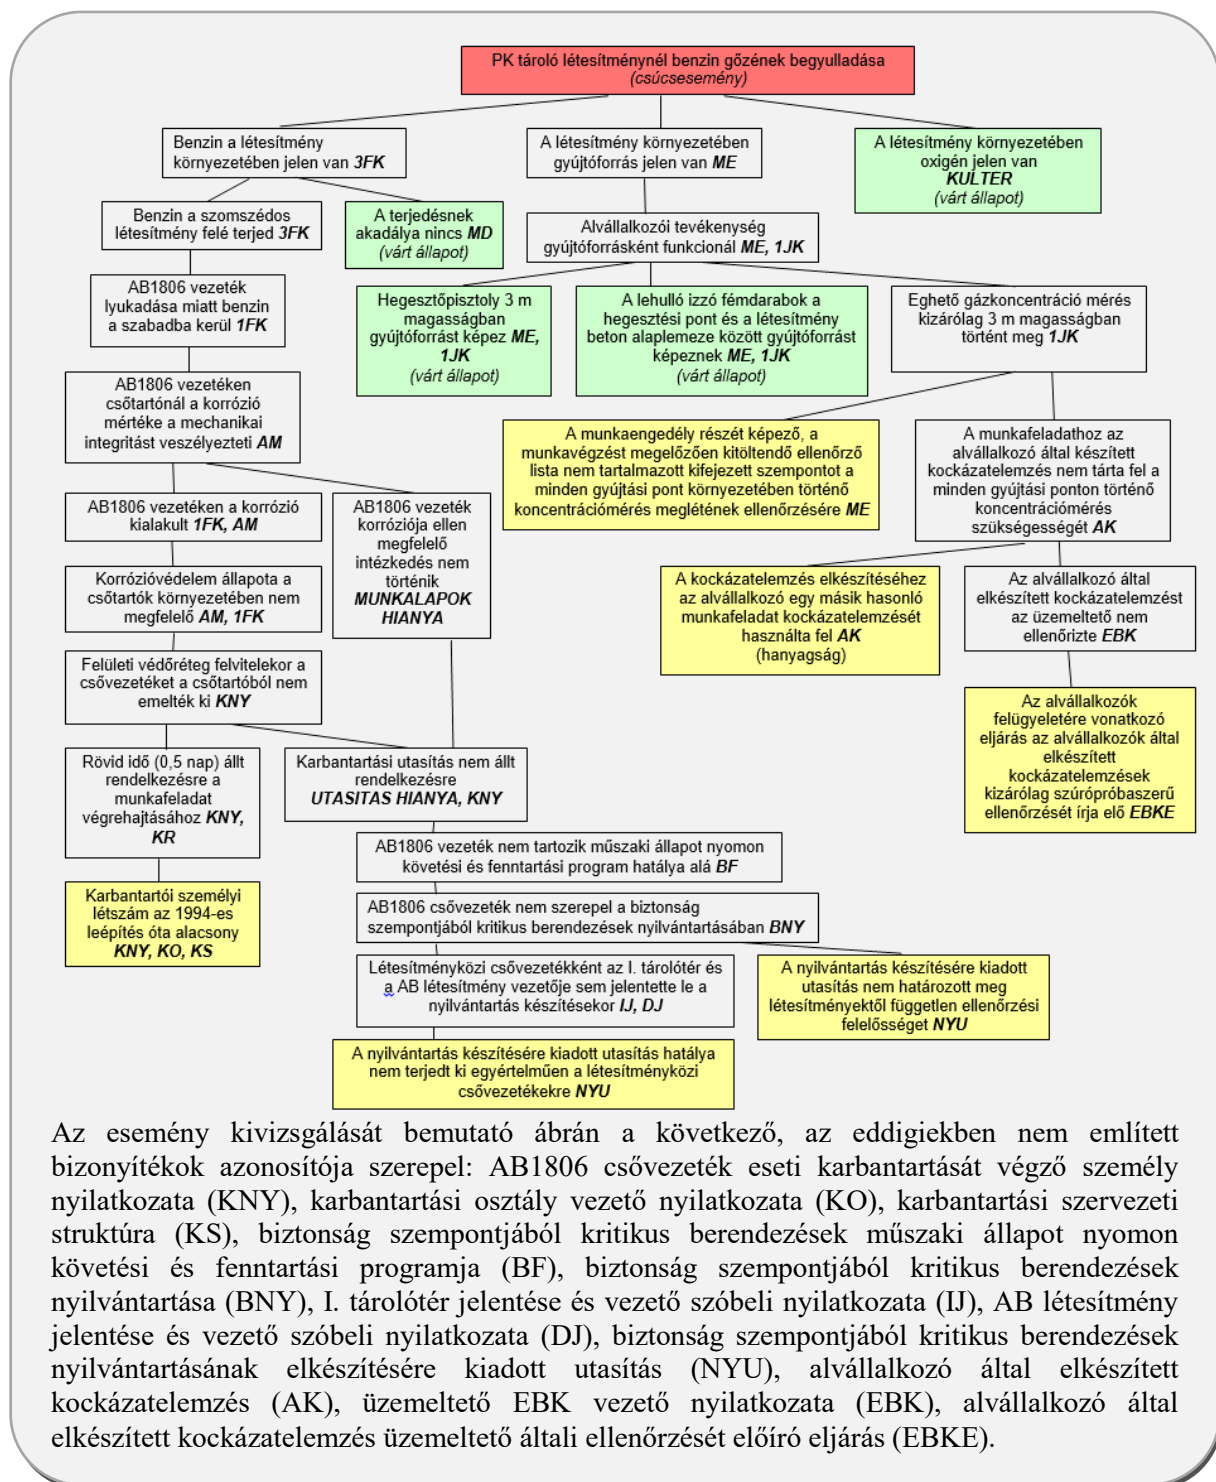 PK tároló létesítménynél benzin gőzének begyulladása
(csúcsesemény)
Benzin a létesítmény
környezetében jelen van 3FK
A létesítmény környezetében
gyújtóforrás jelen van ME
A létesítmény környezetében
oxigén jelen van
KULTER
(várt állapot)
Benzin a szomszédos
létesítmény felé terjed 3FK
A terjedésnek
akadálya nincs MD
(várt állapot)
Alvállalkozói tevékenység
gyújtóforrásként funkcionál ME, 1JK
AB1806 vezeték
lyukadása miatt benzin
a szabadba kerül 1FK
Hegesztőpisztoly 3 m
magasságban
gyújtóforrást képez ME,
1JK
(várt állapot)
A lehulló izzó fémdarabok a
hegesztési pont és a létesítmény
beton alaplemeze között gyújtóforrást
képeznek ME, 1JK
(várt állapot)
Eghető gázkoncentráció mérés
kizárólag 3 m magasságban
történt meg 1JK
AB1806 vezetéken
csőtartónál a korrózió
mértéke a mechanikai
integritást veszélyezteti AM
A munkaengedély részét képező, a
munkavégzést megelőzően kitöltendő ellenőrző
lista nem tartalmazott kifejezett szempontot a
minden gyújtási pont környezetében történő
koncentrációmérés meglétének ellenőrzésére ME
A munkafeladathoz az
alvállalkozó által készített
kockázatelemzés nem tárta fel a
minden gyújtási ponton történő
koncentrációmérés
szükségességét AK
AB1806 vezetéken a korrózió
kialakult 1FK, AM
AB1806 vezeték
korróziója ellen
megfelelő
intézkedés nem
történik
MUNKALAPOK
HIANYA
Korrózióvédelem állapota a
csőtartók környezetében nem
megfelelő AM, 1FK
A kockázatelemzés elkészítéséhez
az alvállalkozó egy másik hasonló
munkafeladat kockázatelemzését
használta fel AK
(hanyagság)
Az alvállalkozó által
elkészített kockázatelemzést
az üzemeltető nem
ellenőrizte EBK
Felületi védőréteg felvitelekor a
csővezetéket a csőtartóból nem
emelték ki KNY
Az alvállalkozók
felügyeletére vonatkozó
eljárás az alvállalkozók által
elkészített
kockázatelemzések
kizárólag szúrópróbaszerű
ellenőrzését írja elő EBKE
Rövid idő (0,5 nap) állt
rendelkezésre a
munkafeladat
végrehajtásához KNY,
KR
Karbantartási utasítás nem állt
rendelkezésre
UTASITAS HIANYA, KNY
AB1806 vezeték nem tartozik műszaki állapot nyomon
követési és fenntartási program hatálya alá BF
Karbantartói személyi
létszám az 1994-es
leépítés óta alacsony
KNY, KO, KS
AB1806 csővezeték nem szerepel a biztonság
szempontjából kritikus berendezések nyilvántartásában BNY
Létesítményközi csővezetékként az I. tárolótér és
a AB létesítmény vezetője sem jelentette le a
nyilvántartás készítésekor IJ, DJ
A nyilvántartás készítésére kiadott
utasítás nem határozott meg
létesítményektől független ellenőrzési
felelősséget NYU
A nyilvántartás készítésére kiadott utasítás hatálya
nem terjedt ki egyértelműen a létesítményközi
csővezetékekre NYU
Az esemény kivizsgálását bemutató ábrán a következő, az eddigiekben nem említett
bizonyítékok azonosítója szerepel: AB1806 csővezeték eseti karbantartását végző személy
nyilatkozata (KNY), karbantartási osztály vezető nyilatkozata (KO), karbantartási szervezeti
struktúra (KS), biztonság szempontjából kritikus berendezések műszaki állapot nyomon
követési és fenntartási programja (BF), biztonság szempontjából kritikus berendezések
nyilvántartása (BNY), I. tárolótér jelentése és vezető szóbeli nyilatkozata (IJ), AB létesítmény
jelentése és vezető szóbeli nyilatkozata (DJ), biztonság szempontjából kritikus berendezések
nyilvántartásának elkészítésére kiadott utasítás (NYU), alvállalkozó által elkészített
kockázatelemzés (AK), üzemeltető EBK vezető nyilatkozata (EBK), alvállalkozó által
elkészített kockázatelemzés üzemeltető általi ellenőrzését előíró eljárás (EBKE).